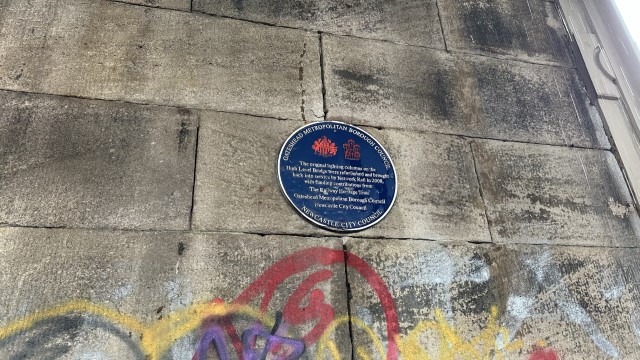 GATESHEAD METROPOLITAN BOROUGH COUNCIL
"The original lighting columns on the
High Level Bridge were refurbished and brought
back into service by Network Rail in 2008,
with funding contributions from:
The Railway Heritage Trust
Gateshead Metropolitan Borough Council
Newcastle City Council
NEWCASTLE CITY COUNCIL